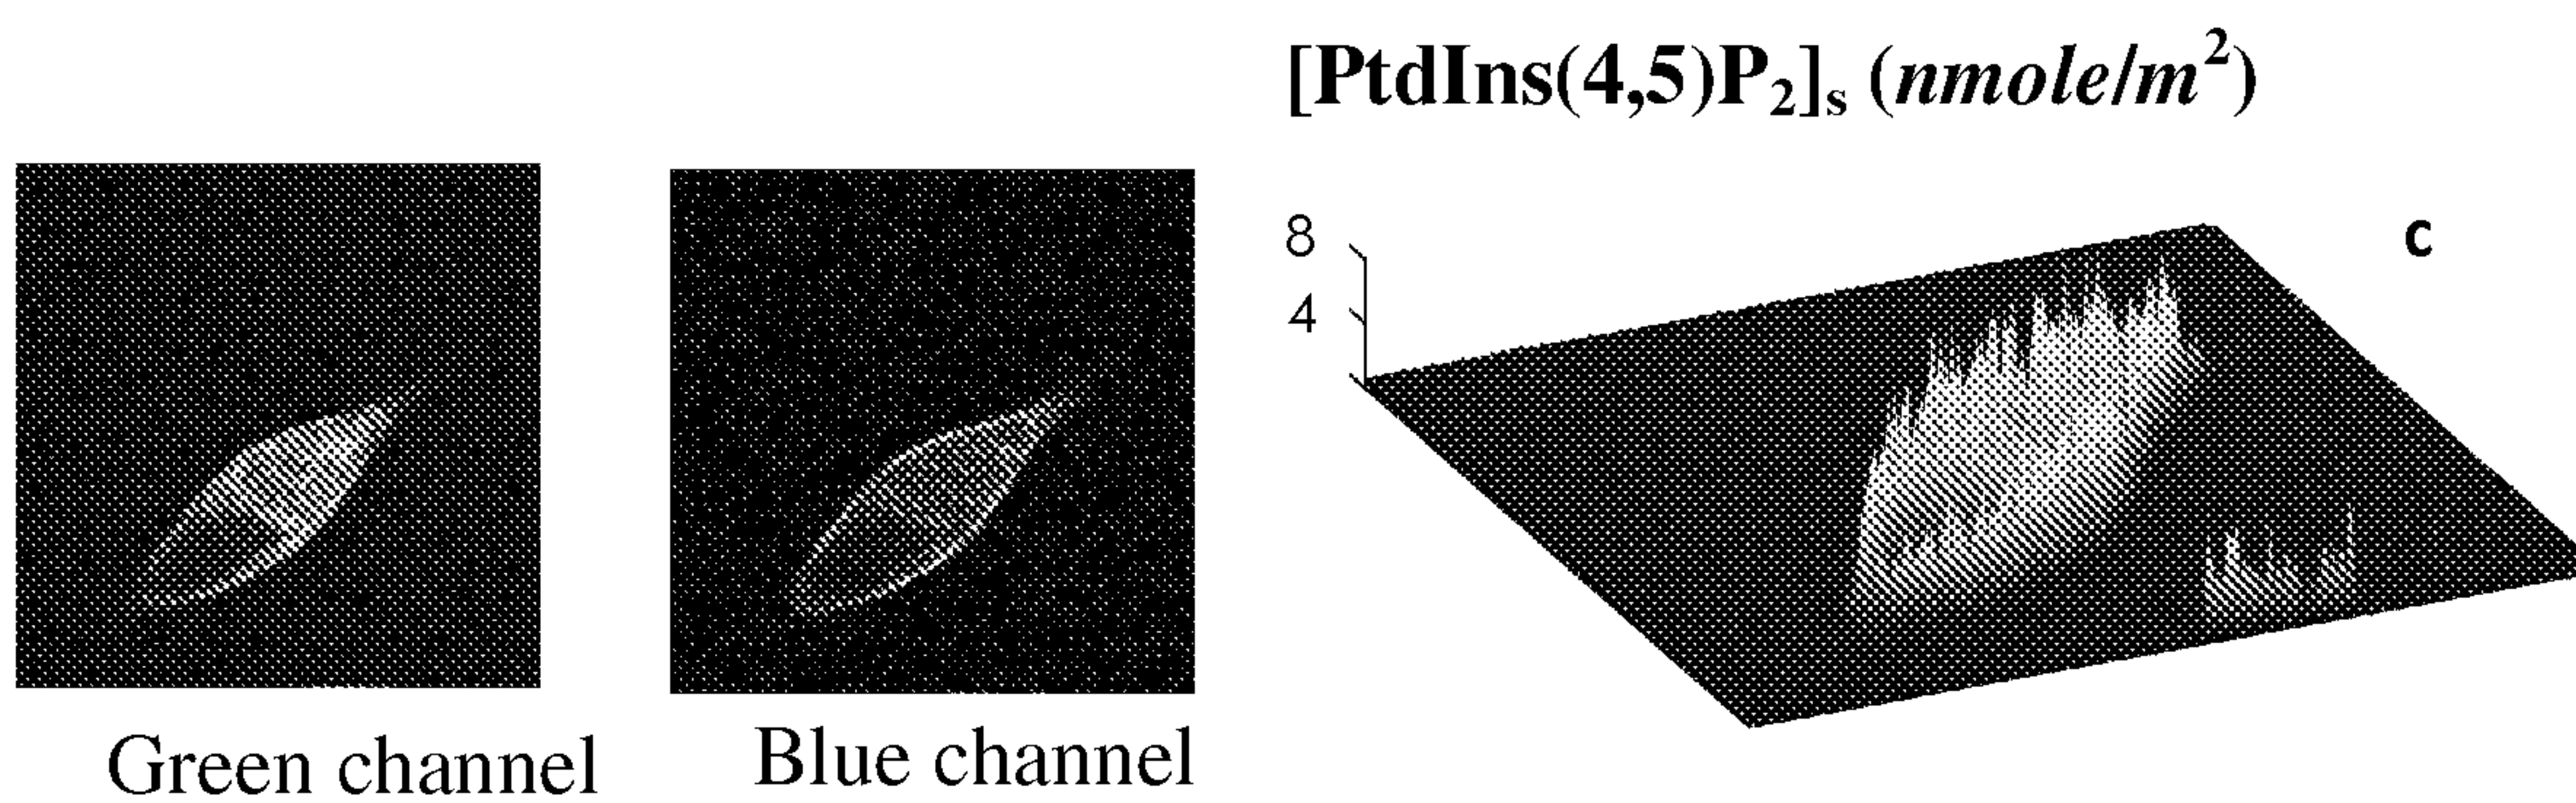 [PtdIns(4,5)P₂]ₛ (nmole/m²)
8
4
c
Green channel
Blue channel